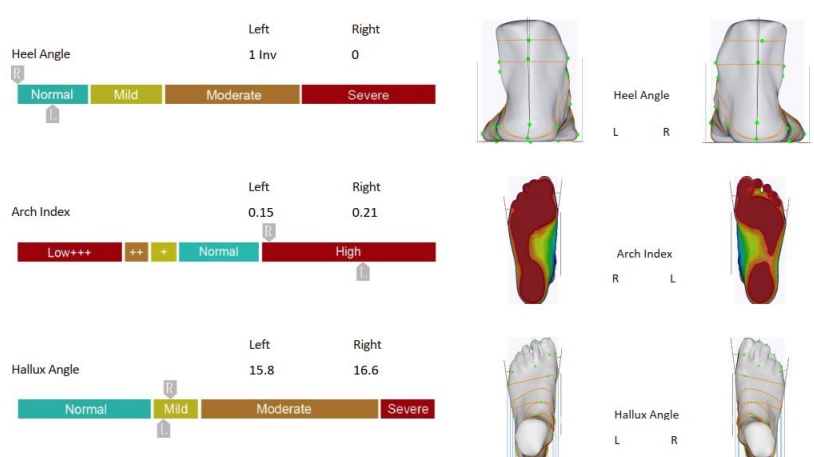 Left Right
Heel Angle 1 Inv 0
R
Normal Mild Moderate Severe
L
Heel Angle
L R
Left Right
Arch Index 0.15 0.21
R
Low+++ ++ + Normal High
L
Arch Index
R L
Left Right
Hallux Angle 15.8 16.6
R
Normal Mild Moderate Severe
L
Hallux Angle
L R